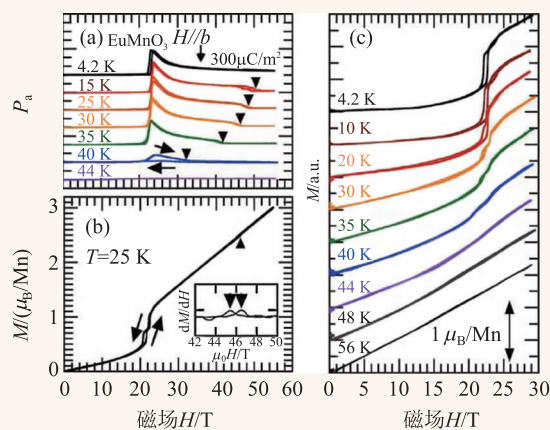 (a) EuMnO₃ H//b
300μC/m²
4.2 K
15 K
25 K
30 K
35 K
40 K
44 K
Pₐ
(b)
T=25 K
3
2
1
0
M/(μB/Mn)
dM/dH
42 44 46 48 50
μ₀H/T
0 10 20 30 40 50 60
磁场H/T
(c)
4.2 K
10 K
20 K
30 K
35 K
40 K
44 K
48 K
56 K
1 μB/Mn
M/a.u.
0 5 10 15 20 25 30
磁场H/T